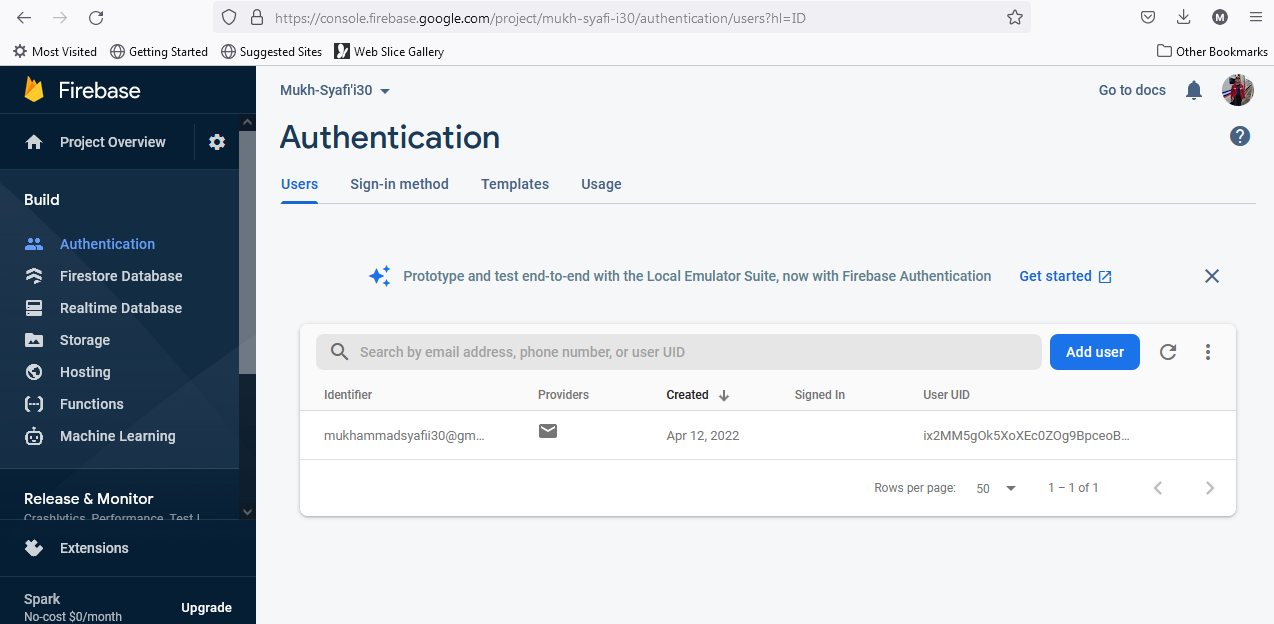 https://console.firebase.google.com/project/mukh-syafi-i30/authentication/users?hl=ID
M
Most Visited Getting Started Suggested Sites Web Slice Gallery Other Bookmarks
Firebase
Project Overview
Build
Authentication
Firestore Database
Realtime Database
Storage
Hosting
Functions
Machine Learning
Release & Monitor
Crashlytics, Performance, Test L
Extensions
Spark
No-cost $0/month
Upgrade
Mukh-Syafi'i30
Go to docs
Authentication
Users Sign-in method Templates Usage
Prototype and test end-to-end with the Local Emulator Suite, now with Firebase Authentication Get started
Search by email address, phone number, or user UID
Add user
Identifier Providers Created Signed In User UID
mukhammadsyafii30@gm... Apr 12, 2022 ix2MM5gOk5XoXEc0ZOg9BpceoB...
Rows per page: 50 1 – 1 of 1